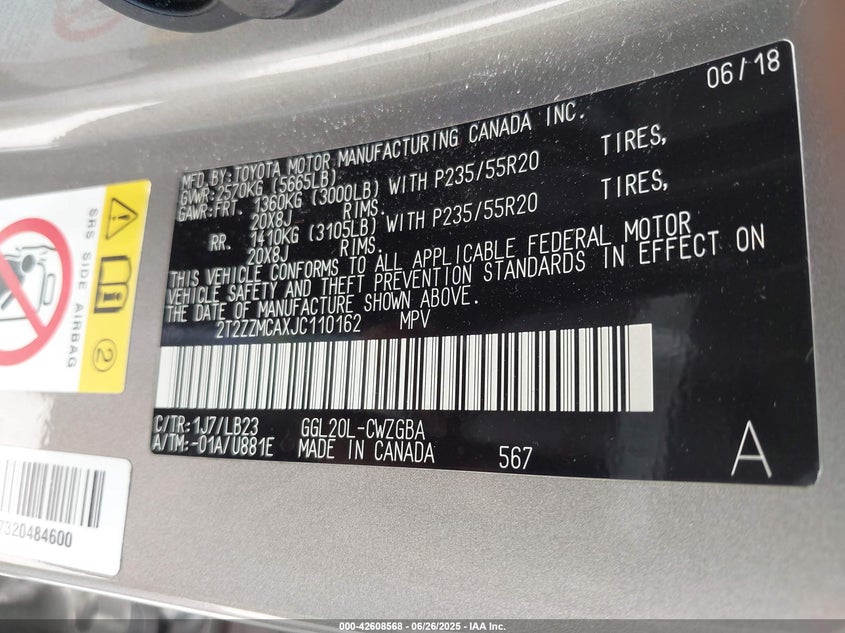 06/18
MFD.BY:TOYOTA MOTOR MANUFACTURING CANADA INC.
GVWR:2570KG (5665LB)
GAWR:FRT. 1360KG (3000LB) WITH P235/55R20 TIRES,
20X8J RIMS.
RR. 1410KG (3105LB) WITH P235/55R20 TIRES,
20X8J RIMS.
THIS VEHICLE CONFORMS TO ALL APPLICABLE FEDERAL MOTOR
VEHICLE SAFETY AND THEFT PREVENTION STANDARDS IN EFFECT ON
THE DATE OF MANUFACTURE SHOWN ABOVE.
2T2ZZMCAXJC110162 MPV
C/TR:1J7/LB23 GGL20L-CWZGBA
A/TM:-01A/U881E MADE IN CANADA 567
A
SRS SIDE AIRBAG
2
7320484600
000-42608568 • 06/26/2025 • IAA Inc.